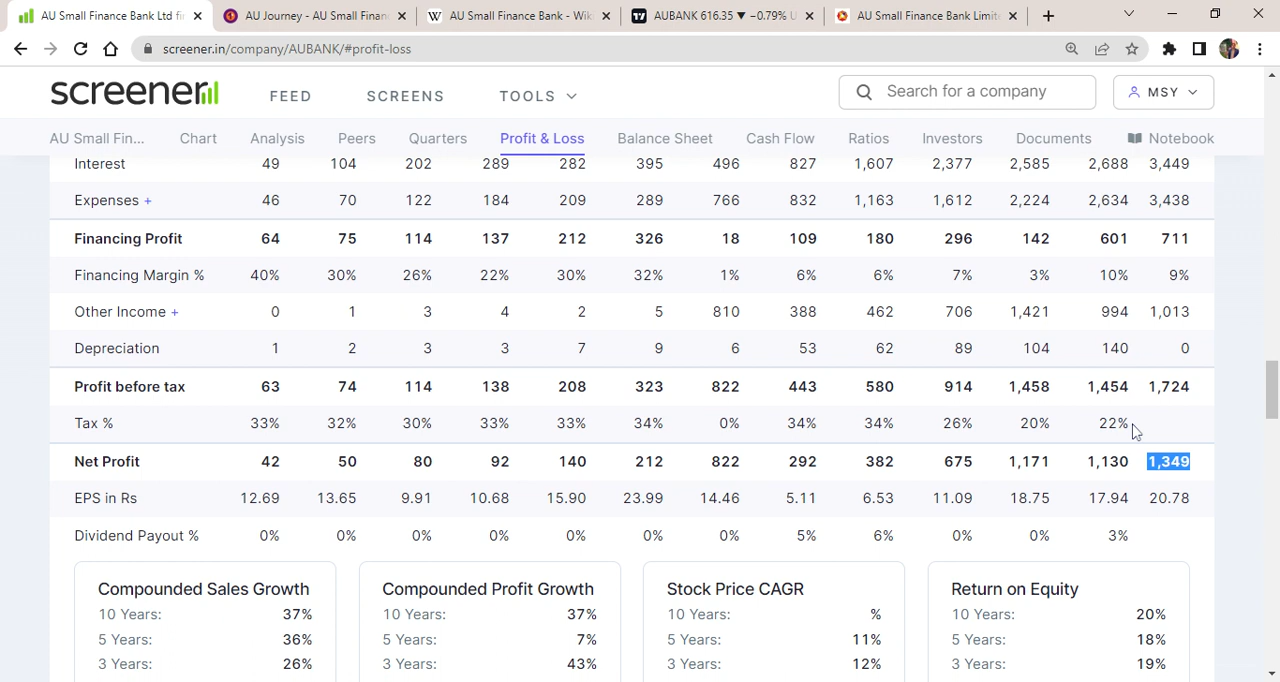 AU Small Finance Bank Ltd fi
AU Journey - AU Small Finan
AU Small Finance Bank - Wik
AUBANK 616.35 ▼ −0.79% U
AU Small Finance Bank Limit
screener.in/company/AUBANK/#profit-loss
screener
FEED
SCREENS
TOOLS
Search for a company
MSY
AU Small Fin... Chart Analysis Peers Quarters Profit & Loss Balance Sheet Cash Flow Ratios Investors Documents Notebook
Interest 49 104 202 289 282 395 496 827 1,607 2,377 2,585 2,688 3,449
Expenses + 46 70 122 184 209 289 766 832 1,163 1,612 2,224 2,634 3,438
Financing Profit 64 75 114 137 212 326 18 109 180 296 142 601 711
Financing Margin % 40% 30% 26% 22% 30% 32% 1% 6% 6% 7% 3% 10% 9%
Other Income + 0 1 3 4 2 5 810 388 462 706 1,421 994 1,013
Depreciation 1 2 3 3 7 9 6 53 62 89 104 140 0
Profit before tax 63 74 114 138 208 323 822 443 580 914 1,458 1,454 1,724
Tax % 33% 32% 30% 33% 33% 34% 0% 34% 34% 26% 20% 22%
Net Profit 42 50 80 92 140 212 822 292 382 675 1,171 1,130 1,349
EPS in Rs 12.69 13.65 9.91 10.68 15.90 23.99 14.46 5.11 6.53 11.09 18.75 17.94 20.78
Dividend Payout % 0% 0% 0% 0% 0% 0% 0% 5% 6% 0% 0% 3%
Compounded Sales Growth
10 Years: 37%
5 Years: 36%
3 Years: 26%
Compounded Profit Growth
10 Years: 37%
5 Years: 7%
3 Years: 43%
Stock Price CAGR
10 Years: %
5 Years: 11%
3 Years: 12%
Return on Equity
10 Years: 20%
5 Years: 18%
3 Years: 19%